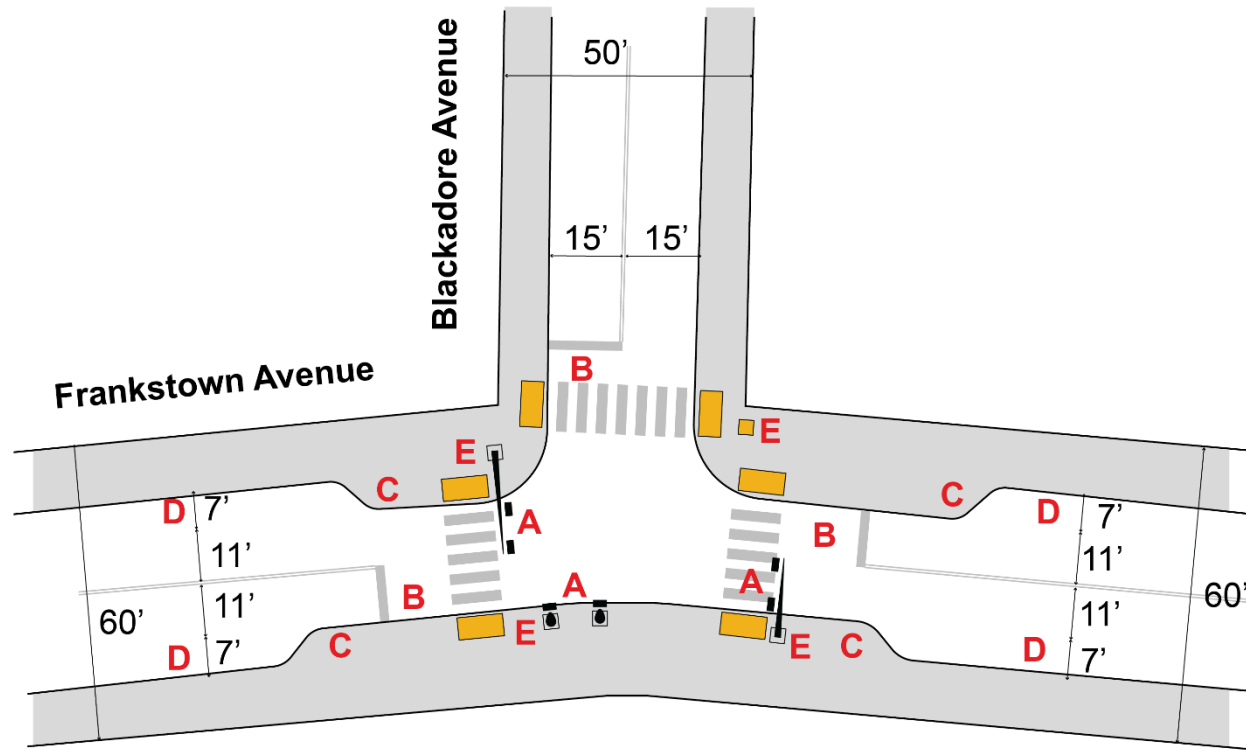 Blackadore Avenue
50’
15’ 15’
B
Frankstown Avenue
E
E
C
C
D
7’
A
B
D
7’
11’
11’
A
A
B
11’
11’
60’
60’
C
E
E
C
D
7’
D
7’